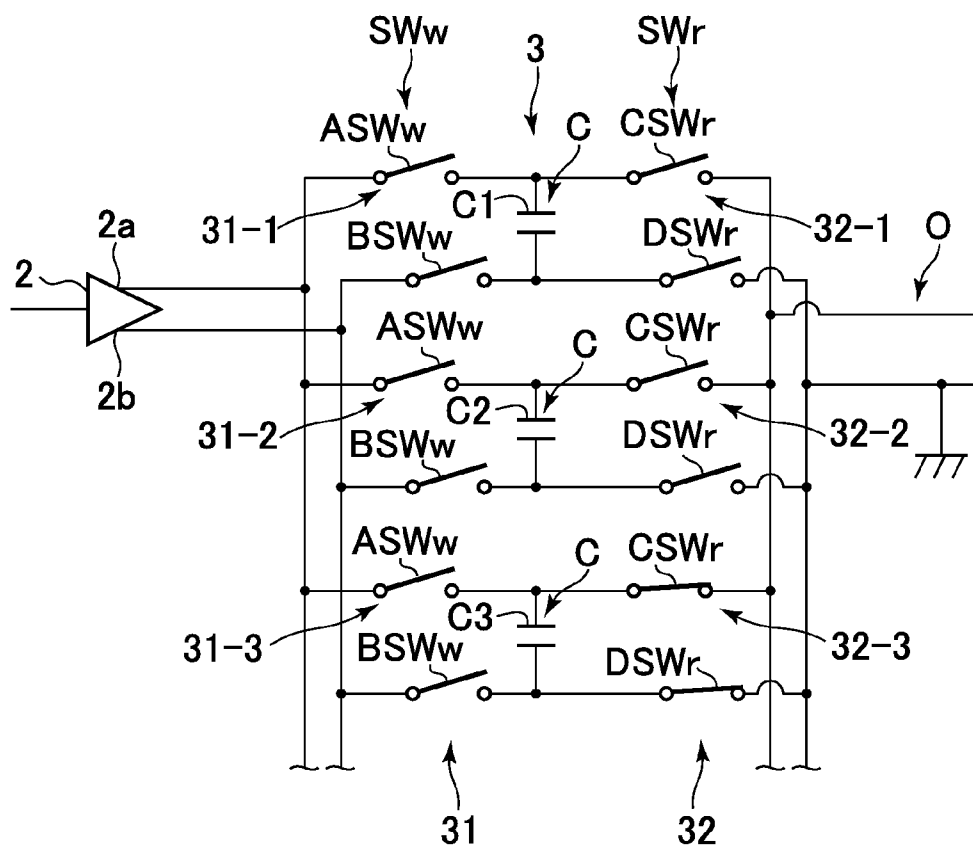 SWw
SWr
3
ASWw
C
CSWr
C1
31-1
32-1
2a
BSWw
DSWr
O
2
ASWw
CSWr
C
2b
C2
31-2
32-2
BSWw
DSWr
ASWw
CSWr
C
C3
31-3
32-3
BSWw
DSWr
31
32